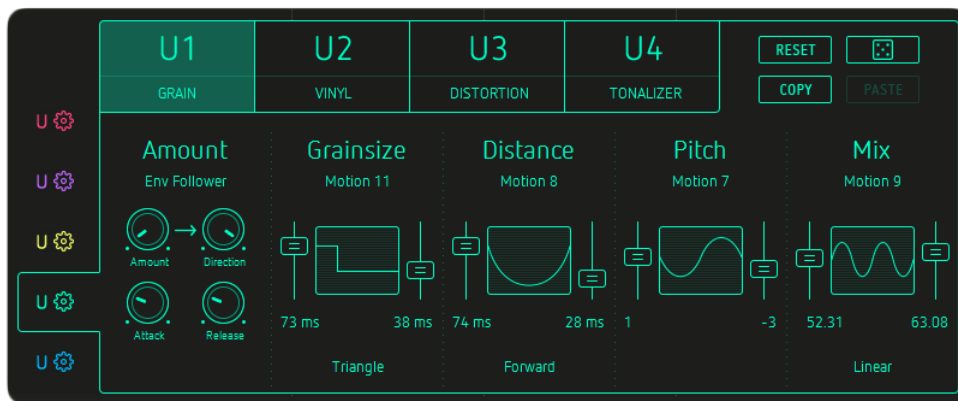 U1
U2
U3
U4
RESET
GRAIN
VINYL
DISTORTION
TONALIZER
COPY
PASTE
U
U
U
U
U
Amount
Grainsize
Distance
Pitch
Mix
Env Follower
Motion 11
Motion 8
Motion 7
Motion 9
Amount
Direction
Attack
Release
73 ms
38 ms
74 ms
28 ms
1
-3
52.31
63.08
Triangle
Forward
Linear